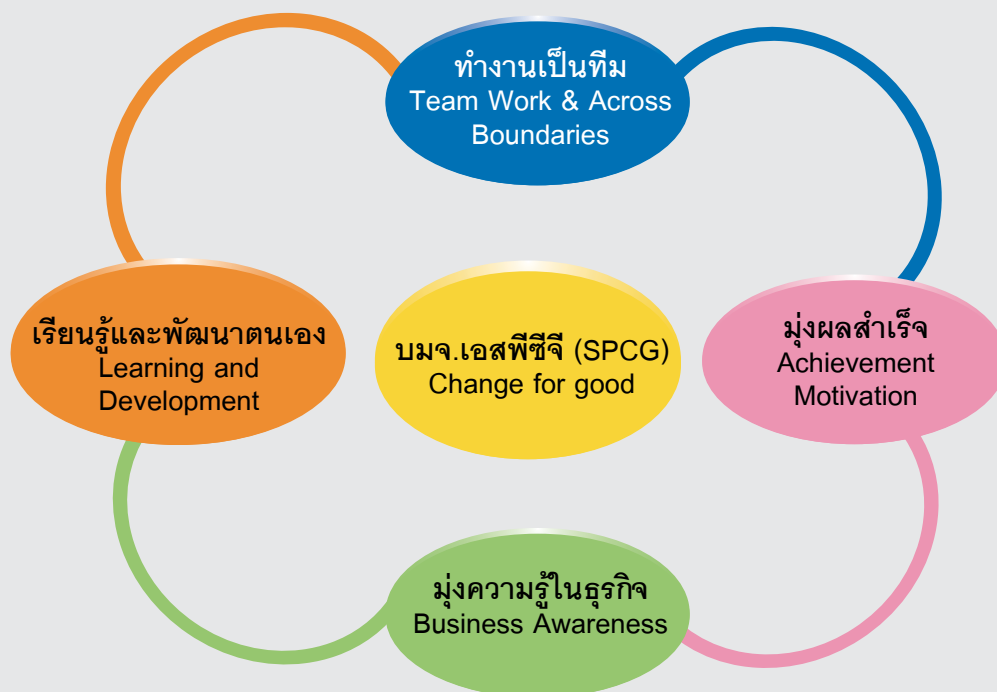 ทำงานเป็นทีม
Team Work & Across
Boundaries
เรียนรู้และพัฒนาตนเอง
Learning and
Development
บมจ.เอสพีซีจี (SPCG)
Change for good
มุ่งผลสำเร็จ
Achievement
Motivation
มุ่งความรู้ในธุรกิจ
Business Awareness